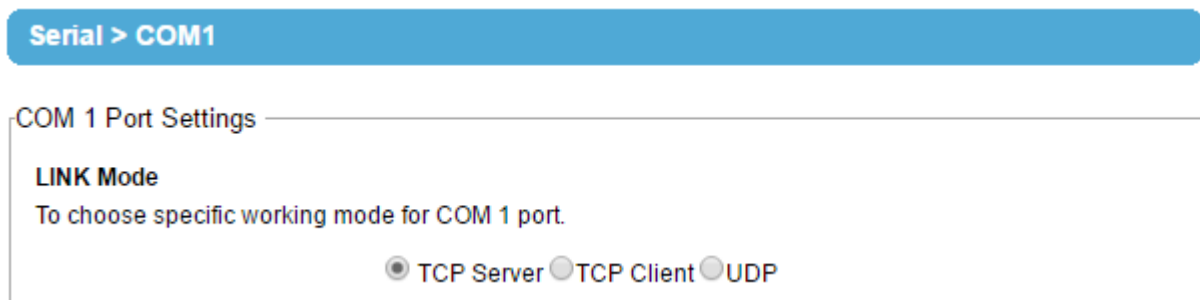 Serial > COM1
COM 1 Port Settings
LINK Mode
To choose specific working mode for COM 1 port.
TCP Server TCP Client UDP